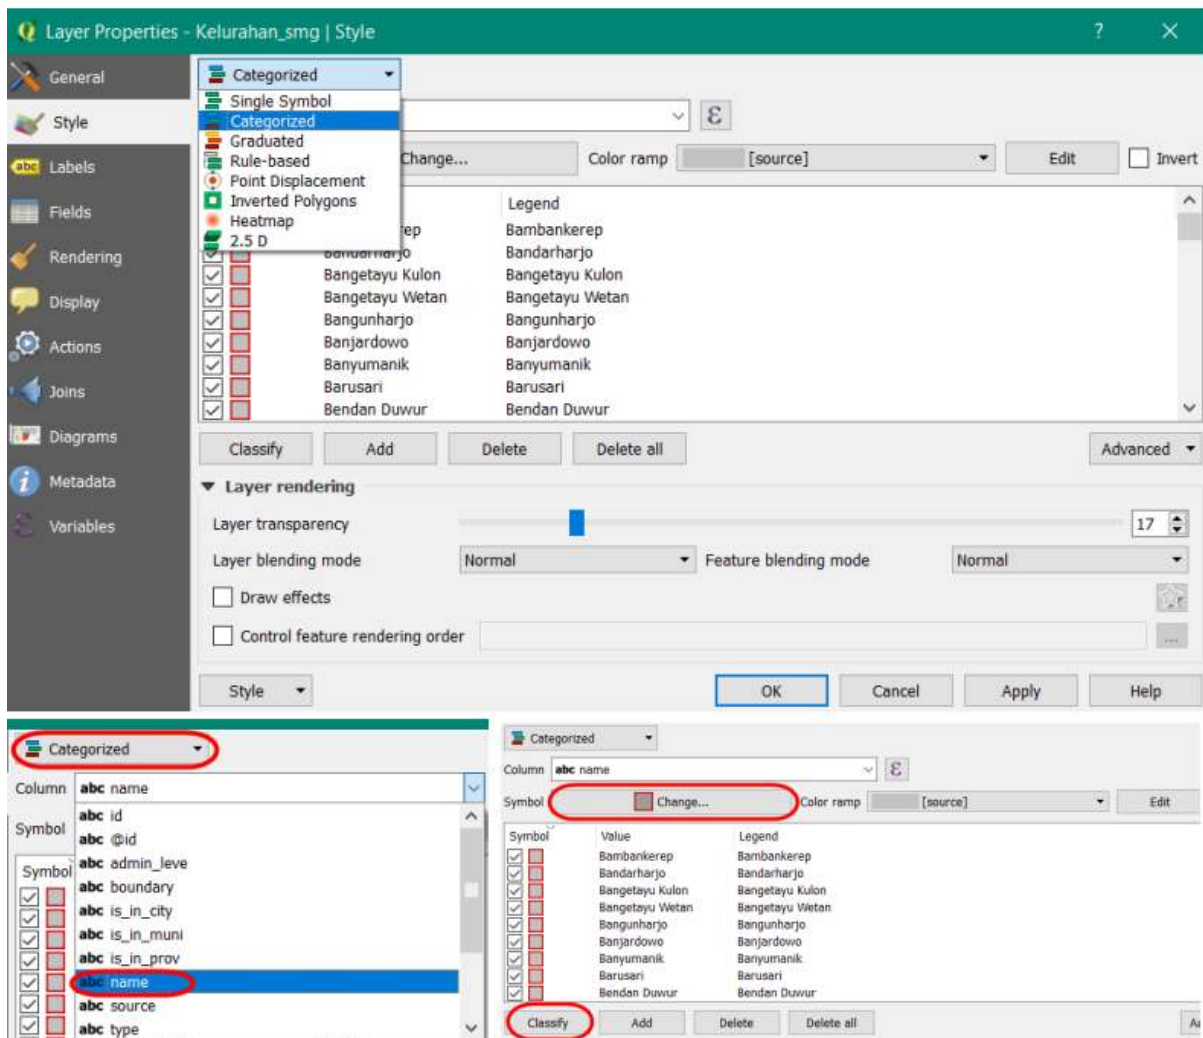 Layer Properties - Kelurahan_smg | Style ?
General
Style
abc Labels
Fields
Rendering
Display
Actions
Joins
Diagrams
Metadata
Variables
Categorized
Single Symbol
Categorized
Graduated
Rule-based
Point Displacement
Inverted Polygons
Heatmap
2.5 D
ε
Change... Color ramp [source] Edit Invert
Legend
Bambankerep
Bandarharjo Bandarharjo
Bangetayu Kulon Bangetayu Kulon
Bangetayu Wetan Bangetayu Wetan
Bangunharjo Bangunharjo
Banjardowo Banjardowo
Banyumanik Banyumanik
Barusari Barusari
Bendan Duwur Bendan Duwur
Classify Add Delete Delete all Advanced
Layer rendering
Layer transparency 17
Layer blending mode Normal Feature blending mode Normal
Draw effects
Control feature rendering order ...
Style OK Cancel Apply Help
Categorized
Column abc name
Symbol
Symbol
abc id
abc @id
abc admin_leve
abc boundary
abc is_in_city
abc is_in_muni
abc is_in_prov
abc name
abc source
abc type
Categorized
Column abc name ε
Symbol Change... Color ramp [source] Edit
Symbol Value Legend
Bambankerep Bambankerep
Bandarharjo Bandarharjo
Bangetayu Kulon Bangetayu Kulon
Bangetayu Wetan Bangetayu Wetan
Bangunharjo Bangunharjo
Banjardowo Banjardowo
Banyumanik Banyumanik
Barusari Barusari
Bendan Duwur Bendan Duwur
Classify Add Delete Delete all